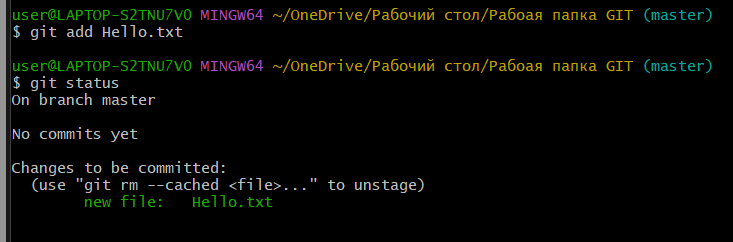 user@LAPTOP-S2TNU7VO MINGW64 ~/OneDrive/Рабочий стол/Рабоая папка GIT (master)
$ git add Hello.txt
user@LAPTOP-S2TNU7VO MINGW64 ~/OneDrive/Рабочий стол/Рабоая папка GIT (master)
$ git status
On branch master
No commits yet
Changes to be committed:
(use "git rm --cached <file>..." to unstage)
new file: Hello.txt